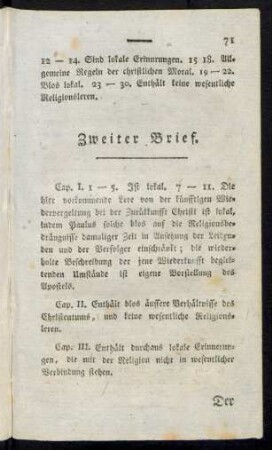 71
12 — 14. Sind lokale Erinnrungen. 15 18. All-
gemeine Regeln der christlichen Moral. 19 — 22.
Blos lokal. 23 — 30. Enthält keine wesentliche
Religionsleren.
Zweiter Brief.
Cap. I. 1 — 5. Ist lokal. 7 — 11. Die
hier vorkommende Lere von der künfftigen Wie-
dervergeltung bei der Zurükkunft Christi ist lokal,
indem Paulus solche blos auf die Religionsbe-
drängnisse damaliger Zeit in Ansehung der Leiden-
den und der Verfolger einschränkt; die wieder-
holte Beschreibung der jene Wiederkunft beglei-
tenden Umstände ist eigene Vorstellung des
Apostels.
Cap. II. Enthält blos äussere Verhältnisse des
Christentums, und keine wesentliche Religions-
leren.
Cap. III. Enthält durchaus lokale Erinnerun-
gen, die mit der Religion nicht in wesentlicher
Verbindung stehen.
Der